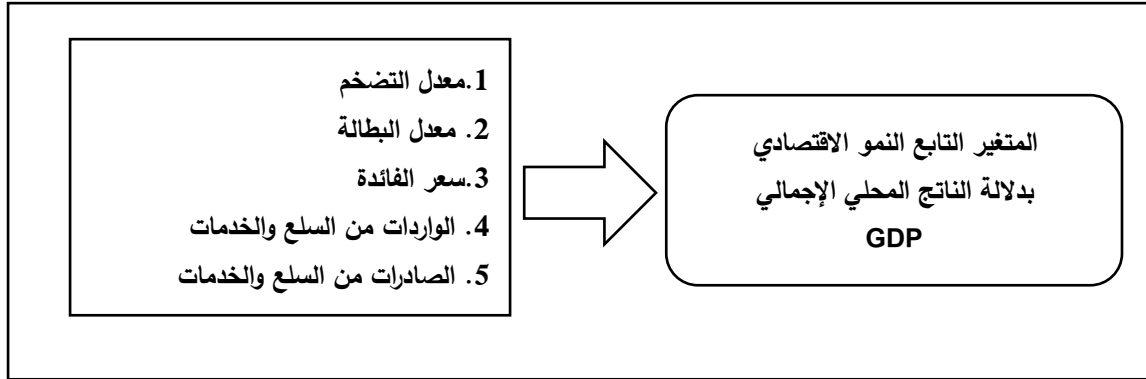 1.معدل التضخم
2. معدل البطالة
3.سعر الفائدة
4. الواردات من السلع والخدمات
5. الصادرات من السلع والخدمات
المتغير التابع النمو الاقتصادي
بدلالة الناتج المحلي الإجمالي
GDP